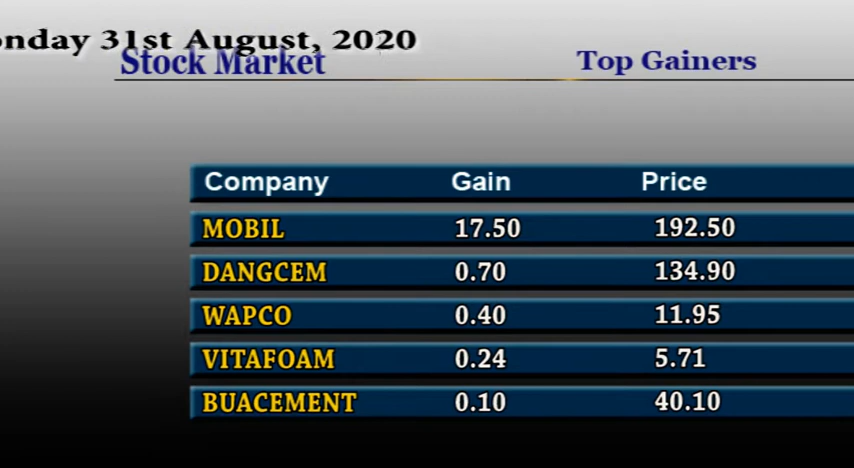 31st August, 2020
Stock Market Top Gainers
Company Gain Price
MOBIL 17.50 192.50
DANGCEM 0.70 134.90
WAPCO 0.40 11.95
VITAFOAM 0.24 5.71
BUACEMENT 0.10 40.10